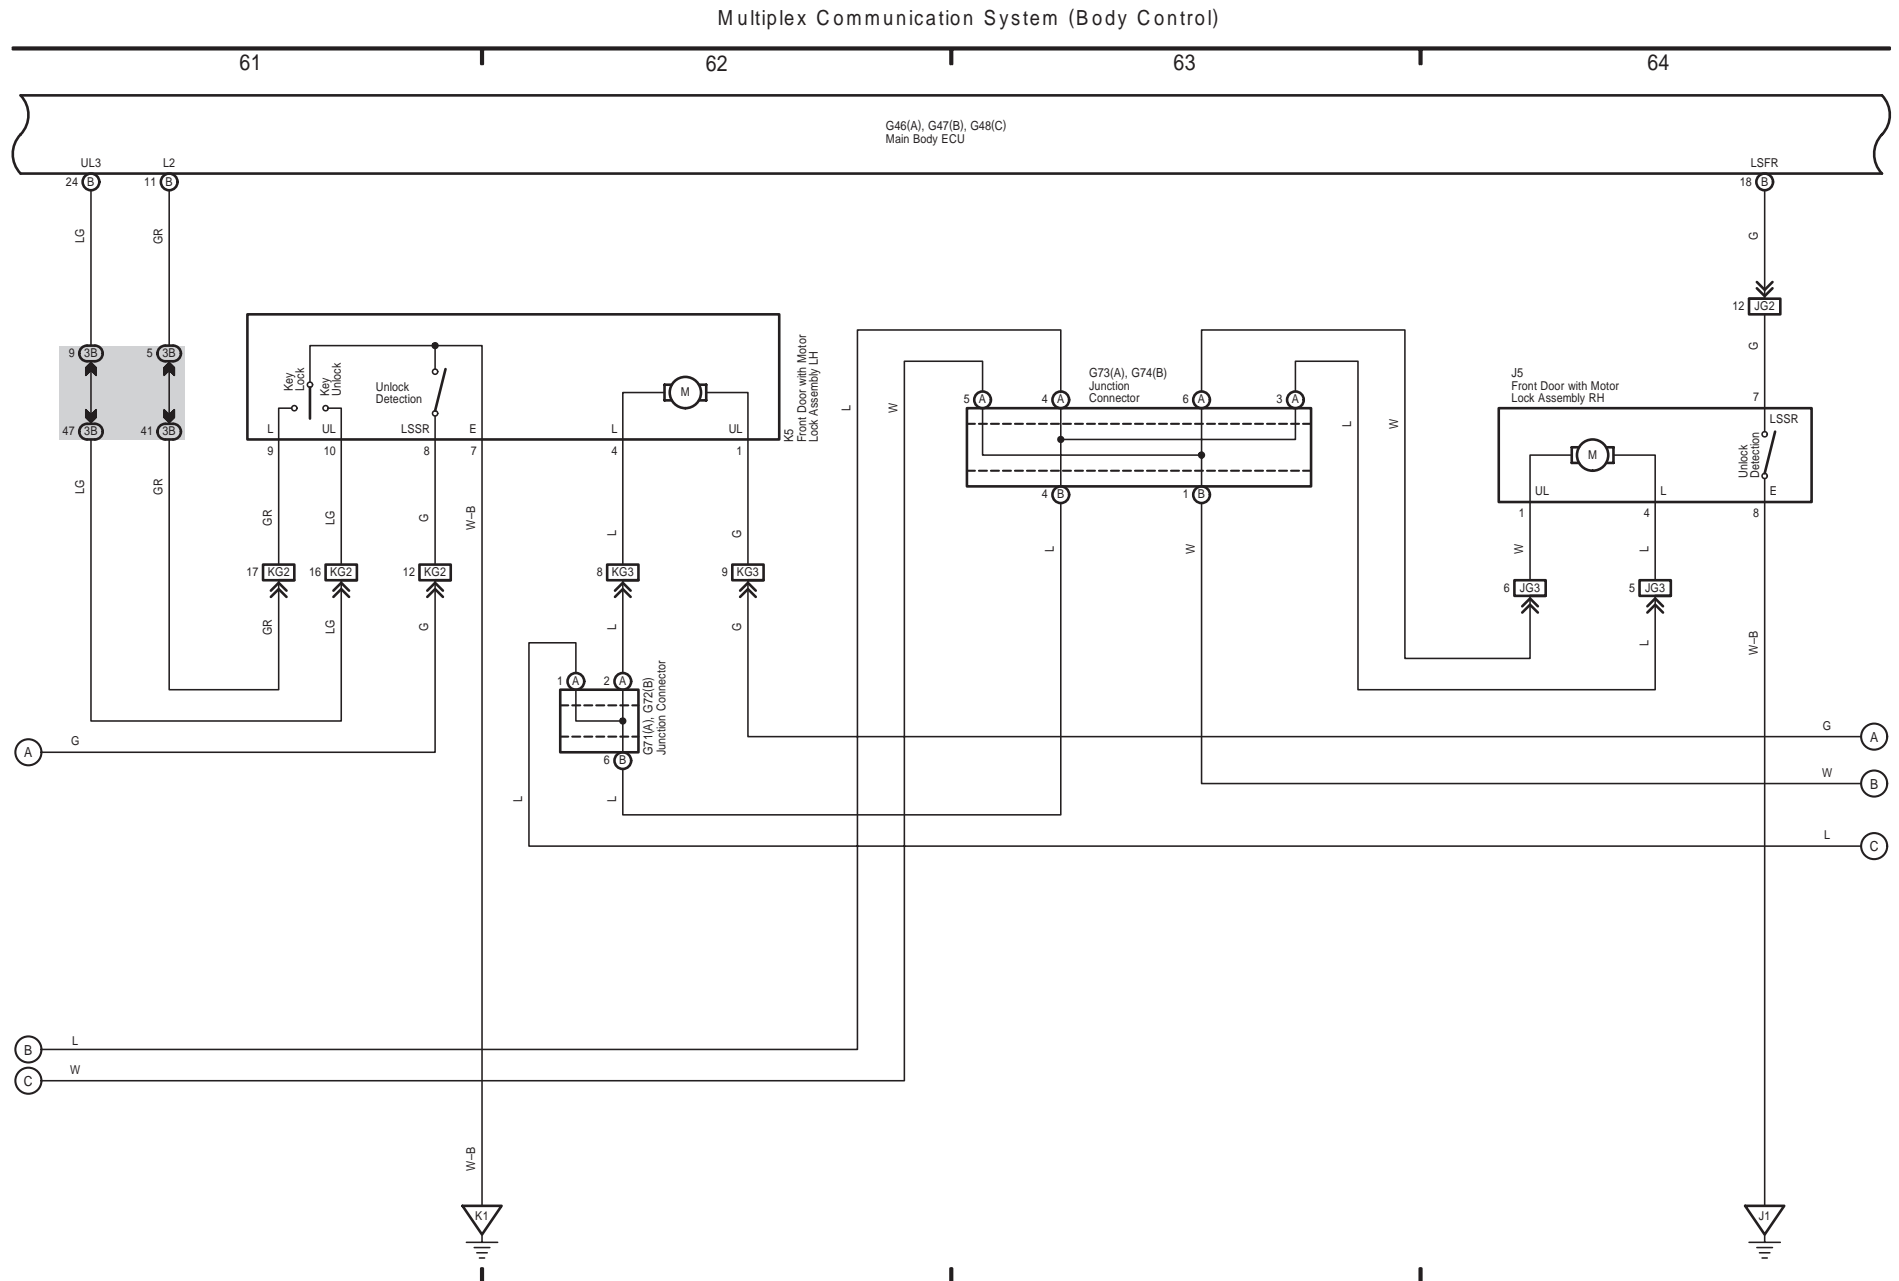 Multiplex Communication System (Body Control)
61
62
63
64
G46(A), G47(B), G48(C)
Main Body ECU
UL3
L2
LSFR
24 B
11 B
18 B
LG
GR
G
12 JG2
G
9 3B
5 3B
47 3B
41 3B
LG
GR
Key
Lock
Key
Unlock
Unlock
Detection
M
L
UL
LSSR
E
L
UL
9
10
8
7
4
1
K5
Front Door with Motor
Lock Assembly LH
L
W
G73(A), G74(B)
Junction
Connector
5 A
4 A
6 A
3 A
4 B
1 B
L
W
L
W
J5
Front Door with Motor
Lock Assembly RH
7
LSSR
M
Unlock
Detection
UL
L
E
1
4
8
GR
LG
G
W–B
L
G
W
L
17 KG2
16 KG2
12 KG2
8 KG3
9 KG3
6 JG3
5 JG3
GR
LG
G
L
G
L
W–B
1 A
2 A
G71(A), G72(B)
Junction Connector
6 B
L
L
A
G
G
A
W
B
L
C
B
L
C
W
W–B
K1
J1